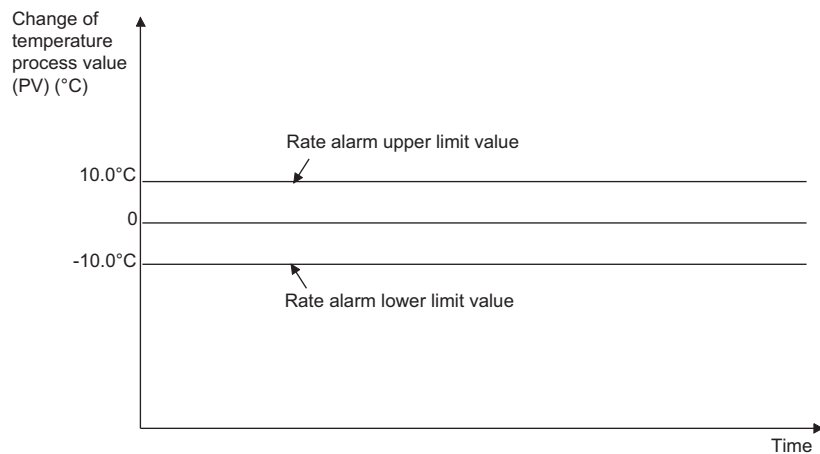 Change of
temperature
process value
(PV) (°C)
Rate alarm upper limit value
10.0°C
0
-10.0°C
Rate alarm lower limit value
Time